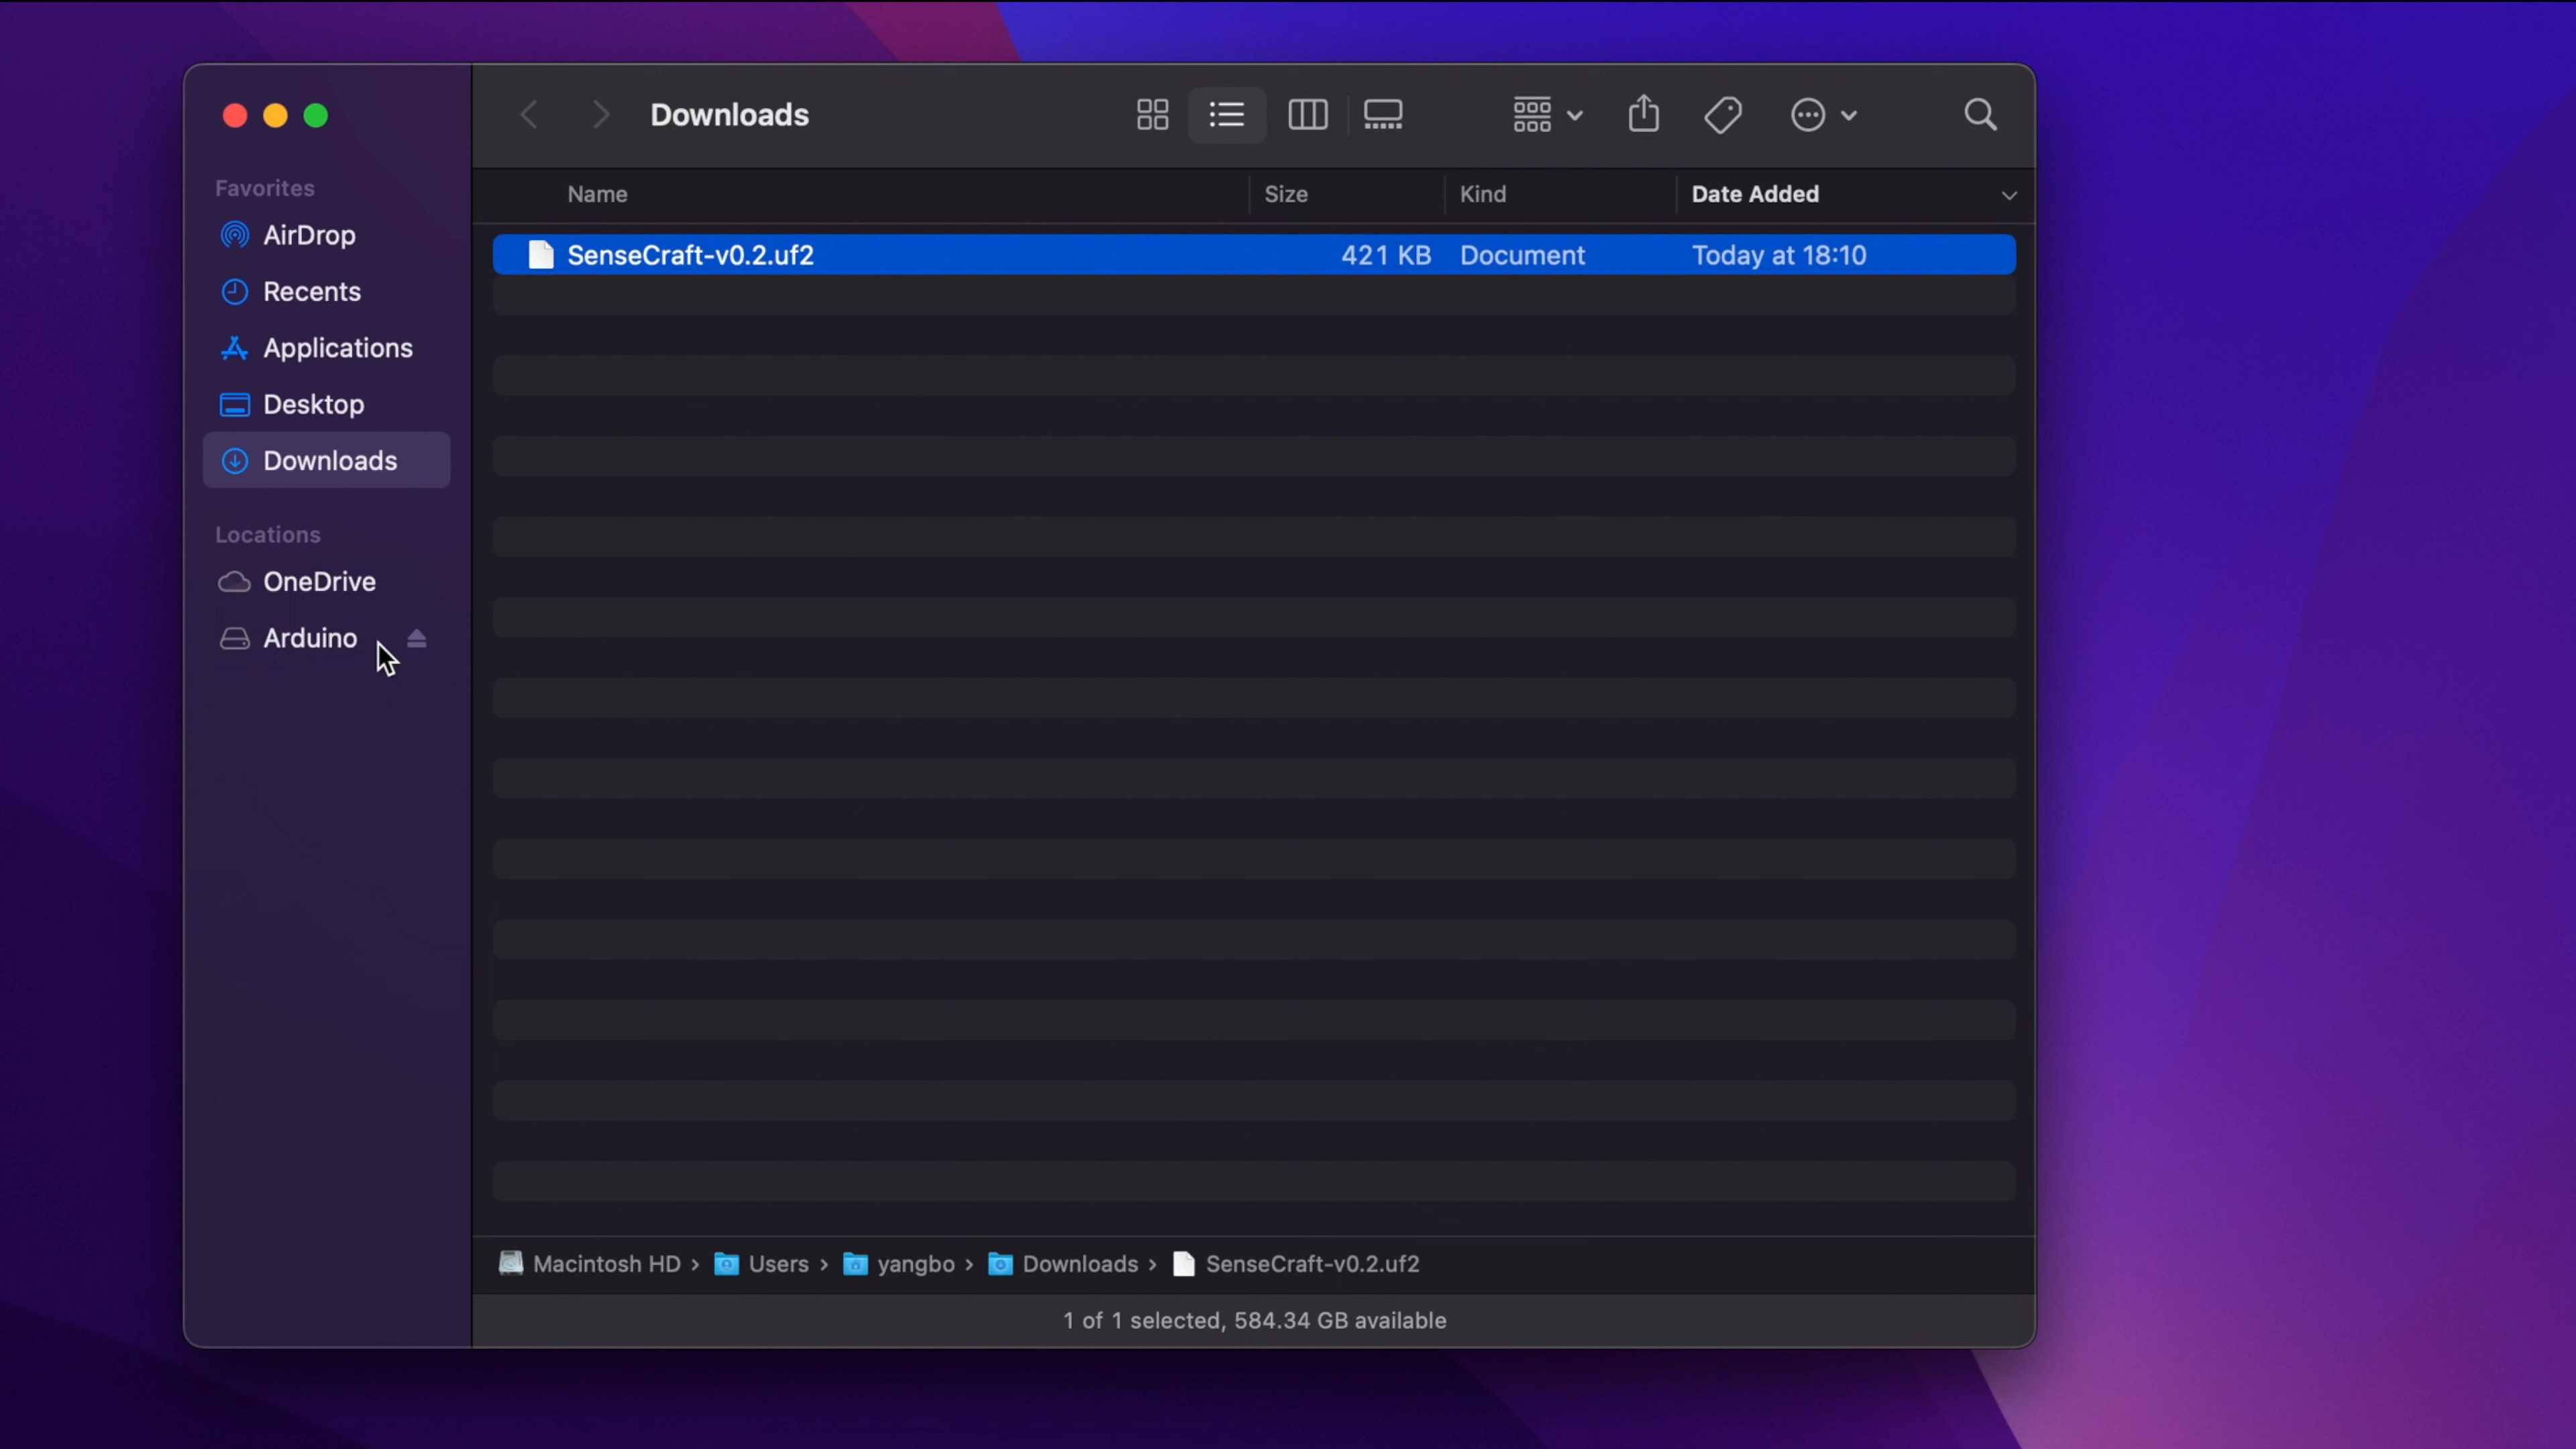 Downloads
Favorites
AirDrop
Recents
Applications
Desktop
Downloads
Locations
OneDrive
Arduino
Name Size Kind Date Added
SenseCraft-v0.2.uf2 421 KB Document Today at 18:10
Macintosh HD › Users › yangbo › Downloads › SenseCraft-v0.2.uf2
1 of 1 selected, 584.34 GB available